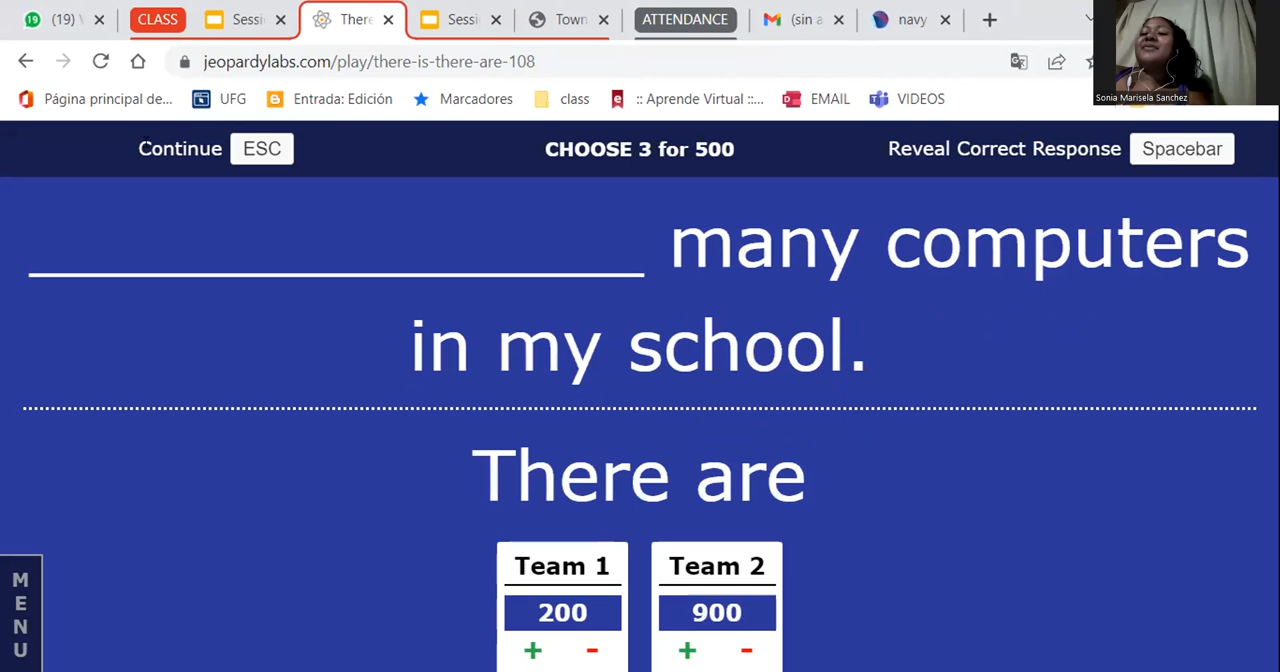 (19) V
CLASS
Sessi
There
Sessi
Town
ATTENDANCE
(sin a
navy
jeopardylabs.com/play/there-is-there-are-108
Página principal de...
UFG
Entrada: Edición
Marcadores
class
:: Aprende Virtual ::...
EMAIL
VIDEOS
Sonia Marisela Sanchez
Continue ESC
CHOOSE 3 for 500
Reveal Correct Response Spacebar
____________________ many computers
in my school.
There are
Team 1
200
+ -
Team 2
900
+ -
MENU